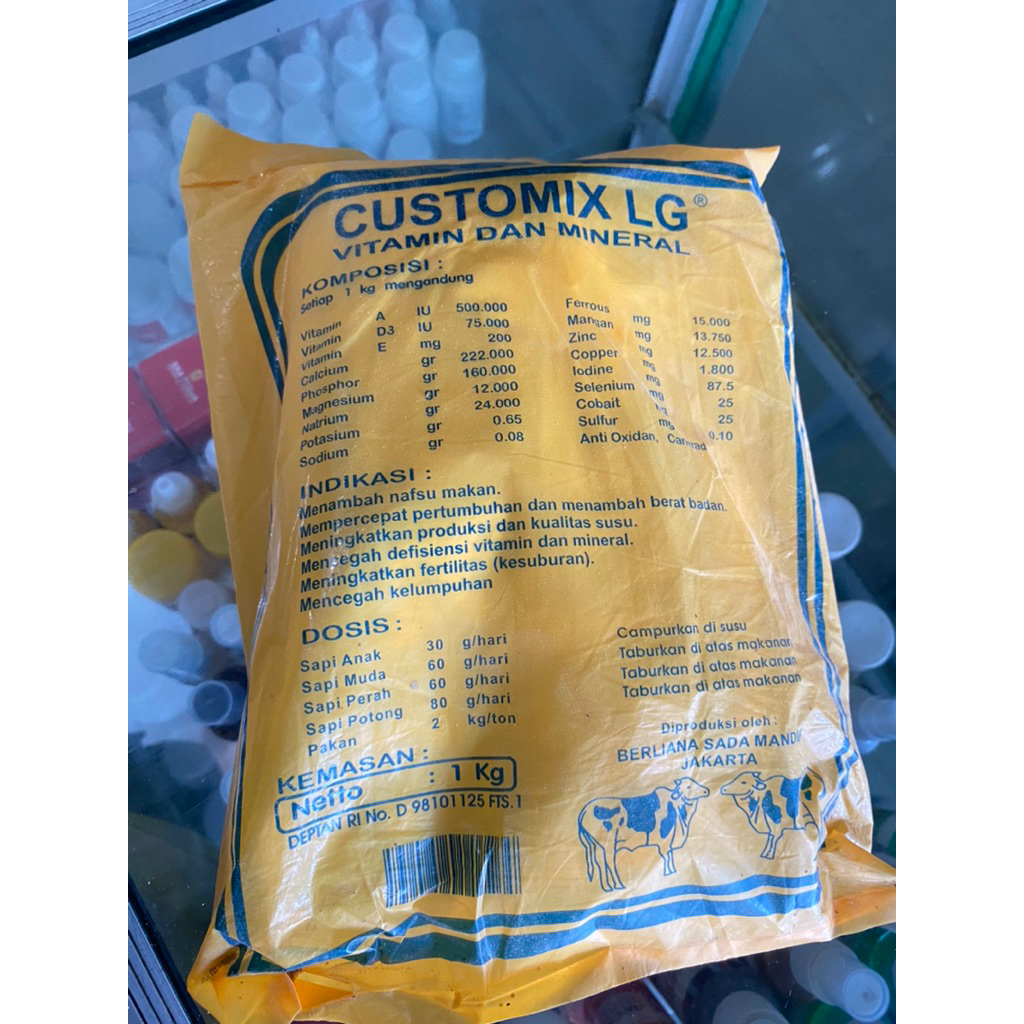 CUSTOMIX LG®
VITAMIN DAN MINERAL
KOMPOSISI :
Setiap 1 kg mengandung
Vitamin A IU 500.000
Vitamin D3 IU 75.000
Vitamin E mg 200
Calcium gr 222.000
Phosphor gr 160.000
Magnesium gr 12.000
Natrium gr 24.000
Potasium gr 0.65
Sodium gr 0.08
Ferrous mg 15.000
Mangan mg 13.750
Zinc mg 12.500
Copper mg 1.800
Iodine mg 87.5
Selenium 25
Cobalt mg 25
Sulfur 0.10
Anti Oxidan,
INDIKASI :
Menambah nafsu makan.
Mempercepat pertumbuhan dan menambah berat badan.
Meningkatkan produksi dan kualitas susu.
Mencegah defisiensi vitamin dan mineral.
Meningkatkan fertilitas (kesuburan).
Mencegah kelumpuhan
DOSIS :
Sapi Anak 30 g/hari Campurkan di susu
Sapi Muda 60 g/hari Taburkan di atas makanan
Sapi Perah 60 g/hari Taburkan di atas makanan
Sapi Potong 80 g/hari Taburkan di atas makanan
Pakan 2 kg/ton
KEMASAN :
Netto : 1 Kg
DEPTAN RI No. D 98101125 FTS.1
Diproduksi oleh :
BERLIANA SADA MANDIRI
JAKARTA